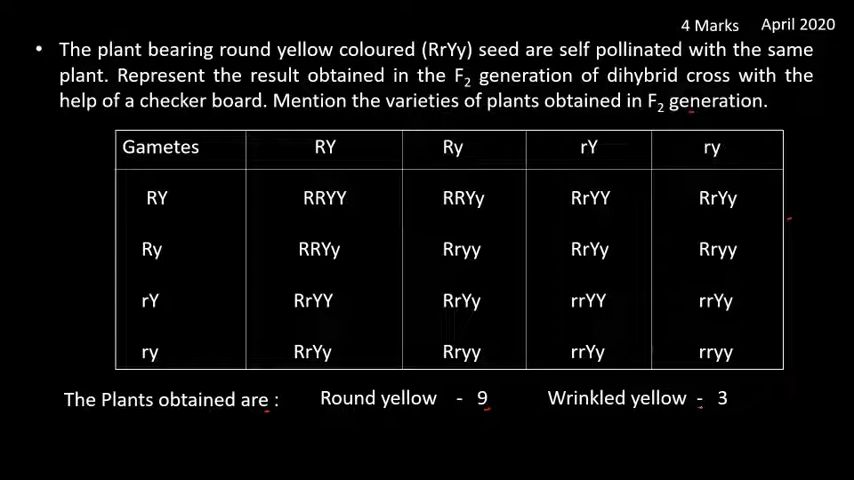 4 Marks April 2020
• The plant bearing round yellow coloured (RrYy) seed are self pollinated with the same
plant. Represent the result obtained in the F₂ generation of dihybrid cross with the
help of a checker board. Mention the varieties of plants obtained in F₂ generation.
Gametes RY Ry rY ry
RY RRYY RRYy RrYY RrYy
Ry RRYy Rryy RrYy Rryy
rY RrYY RrYy rrYY rrYy
ry RrYy Rryy rrYy rryy
The Plants obtained are : Round yellow - 9 Wrinkled yellow - 3